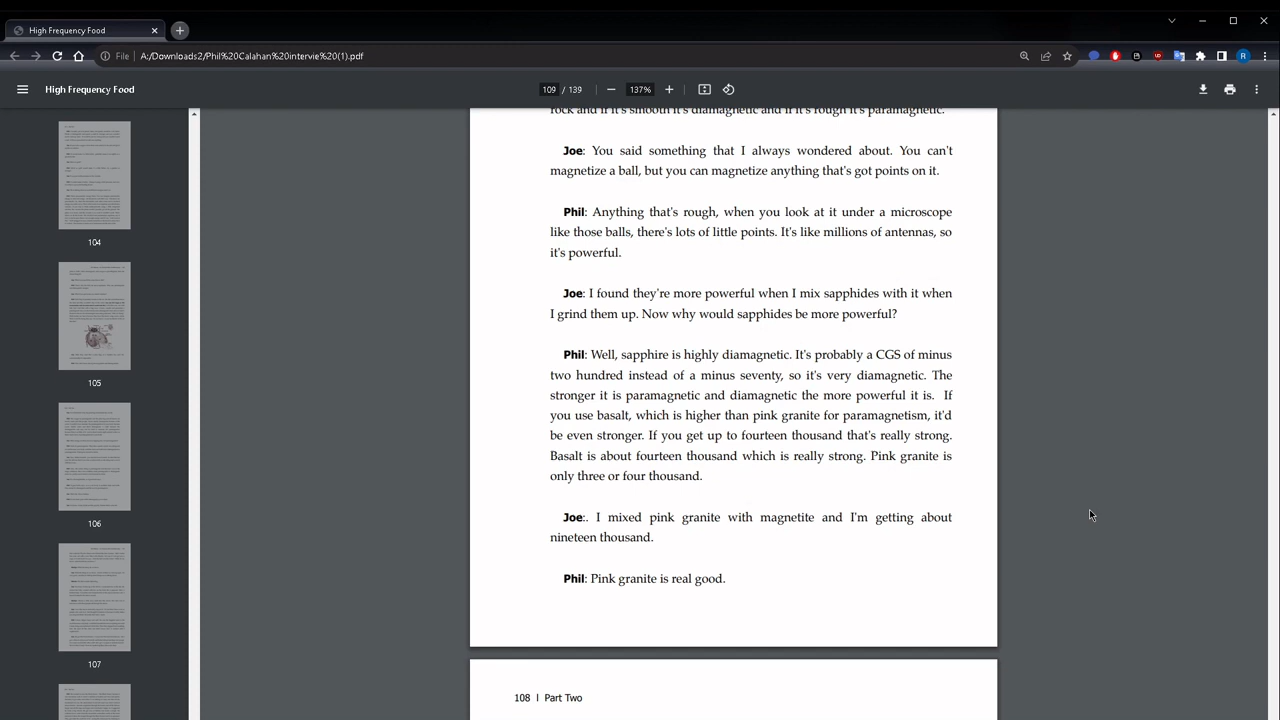 High Frequency Food
File
A:/Downloads2/Phil%20Calahan%20intervie%20(1).pdf
R
High Frequency Food
109 / 139
137%
104
105
106
107
rock and if it's smooth it's diamagnetic and if it's rough it's paramagnetic.
Joe: You said something that I always wondered about. You can't
magnetize a ball, but you can magnetize anything that's got points on it.
Phil: Anything that's rough, when you look at it under a microscope
like those balls, there's lots of little points. It's like millions of antennas, so
it's powerful.
Joe: I found they're more powerful when I mix sapphides with it when
I grind them up. Now why would sapphides be more powerful?
Phil: Well, sapphire is highly diamagnetic. It's probably a CGS of minus
two hundred instead of a minus seventy, so it's very diamagnetic. The
stronger it is paramagnetic and diamagnetic the more powerful it is. If
you use basalt, which is higher than pink granite for paramagnetism, it'd
be even stronger. If you get up to fourteen thousand that's really strong.
Basalt is about fourteen thousand which is really strong. Pink granite is
only three or four thousand.
Joe:. I mixed pink granite with magnetite and I'm getting about
nineteen thousand.
Phil: Pink granite is real good.
108 | Part Two